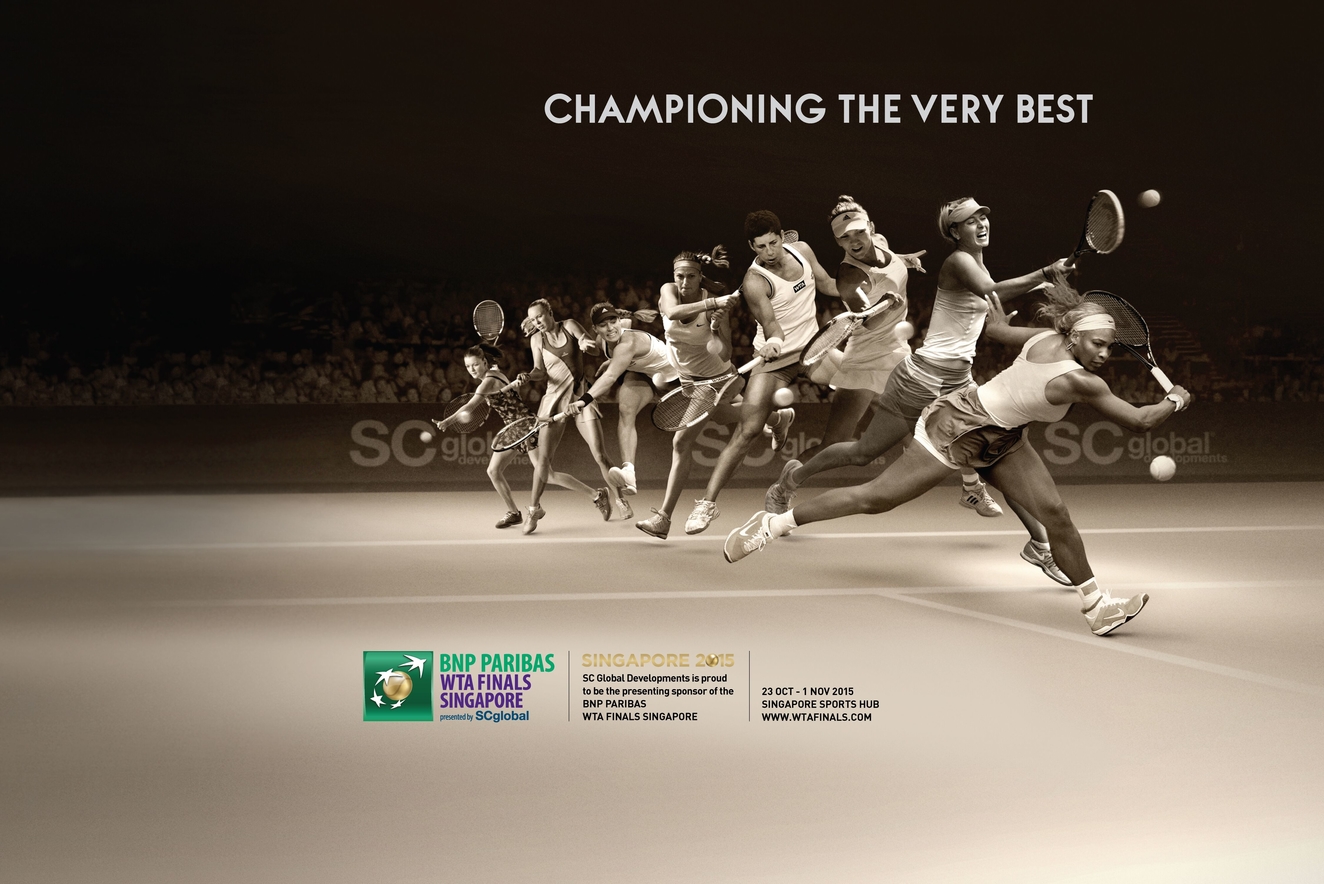 CHAMPIONING THE VERY BEST
SC global developments
SC gl
SC global developments
BNP PARIBAS
WTA FINALS
SINGAPORE
presented by SCglobal
SINGAPORE 2015
SC Global Developments is proud
to be the presenting sponsor of the
BNP PARIBAS
WTA FINALS SINGAPORE
23 OCT - 1 NOV 2015
SINGAPORE SPORTS HUB
WWW.WTAFINALS.COM